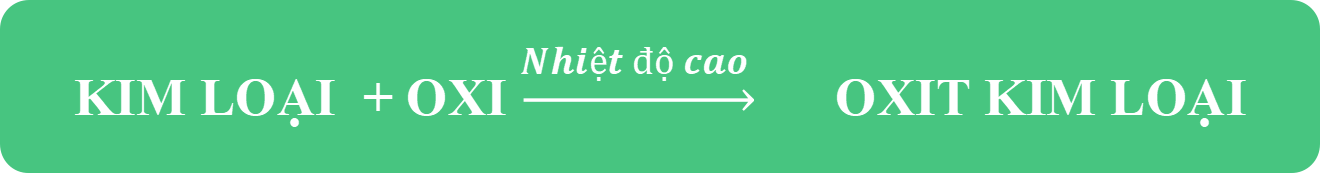 Nhiệt độ cao
KIM LOẠI + OXI ⟶ OXIT KIM LOẠI